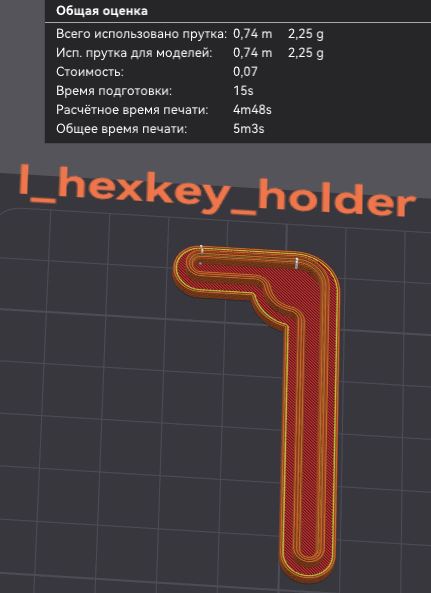 Общая оценка
Всего использовано прутка: 0,74 m 2,25 g
Исп. прутка для моделей: 0,74 m 2,25 g
Стоимость: 0,07
Время подготовки: 15s
Расчётное время печати: 4m48s
Общее время печати: 5m3s
l_hexkey_holder